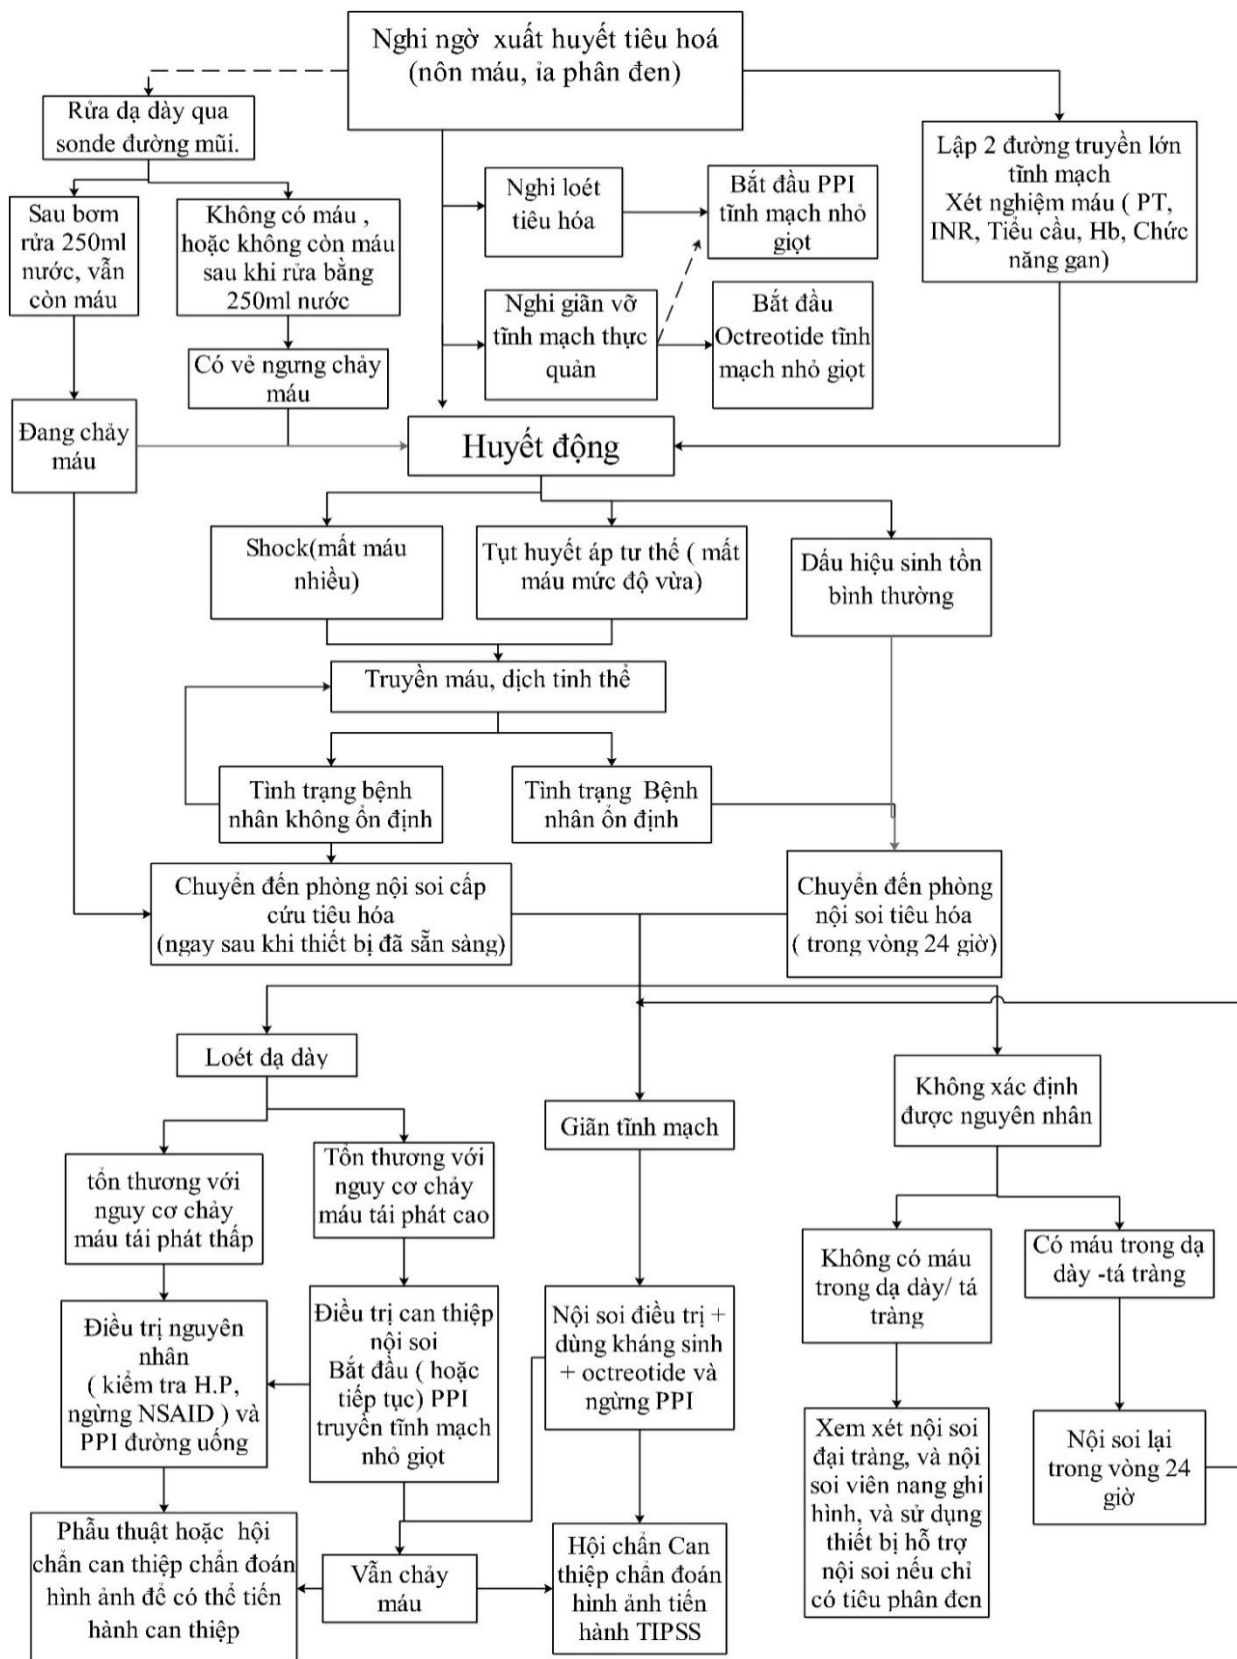 Nghi ngờ xuất huyết tiêu hoá
(nôn máu, ỉa phân đen)
Rửa dạ dày qua
sonde đường mũi.
Lập 2 đường truyền lớn
tĩnh mạch
Xét nghiệm máu ( PT,
INR, Tiểu cầu, Hb, Chức
năng gan)
Nghi loét
tiêu hóa
Bắt đầu PPI
tĩnh mạch nhỏ
giọt
Sau bơm
rửa 250ml
nước, vẫn
còn máu
Không có máu ,
hoặc không còn máu
sau khi rửa bằng
250ml nước
Nghi giãn vỡ
tĩnh mạch thực
quản
Bắt đầu
Octreotide tĩnh
mạch nhỏ giọt
Có vẻ ngưng chảy
máu
Đang chảy
máu
Huyết động
Shock(mất máu
nhiều)
Tụt huyết áp tư thế ( mất
máu mức độ vừa)
Dấu hiệu sinh tồn
bình thường
Truyền máu, dịch tinh thể
Tình trạng bệnh
nhân không ổn định
Tình trạng Bệnh
nhân ổn định
Chuyển đến phòng nội soi cấp
cứu tiêu hóa
(ngay sau khi thiết bị đã sẵn sàng)
Chuyển đến phòng
nội soi tiêu hóa
( trong vòng 24 giờ)
Loét dạ dày
Không xác định
được nguyên nhân
Giãn tĩnh mạch
tổn thương với
nguy cơ chảy
máu tái phát thấp
Tổn thương với
nguy cơ chảy
máu tái phát cao
Không có máu
trong dạ dày/ tá
tràng
Có máu trong dạ
dày -tá tràng
Điều trị nguyên
nhân
( kiểm tra H.P,
ngừng NSAID ) và
PPI đường uống
Điều trị can thiệp
nội soi
Bắt đầu ( hoặc
tiếp tục) PPI
truyền tĩnh mạch
nhỏ giọt
Nội soi điều trị +
dùng kháng sinh
+ octreotide và
ngừng PPI
Xem xét nội soi
đại tràng, và nội
soi viên nang ghi
hình, và sử dụng
thiết bị hỗ trợ
nội soi nếu chỉ
có tiêu phân đen
Nội soi lại
trong vòng 24
giờ
Phẫu thuật hoặc hội
chẩn can thiệp chẩn đoán
hình ảnh để có thể tiến
hành can thiệp
Vẫn chảy
máu
Hội chẩn Can
thiệp chẩn đoán
hình ảnh tiến
hành TIPSS